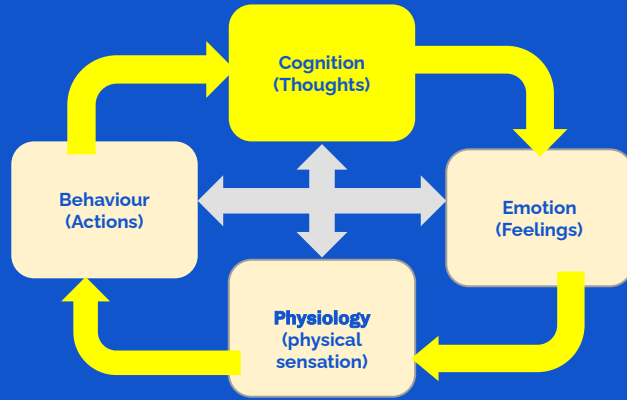 Cognition
(Thoughts)
Behaviour
(Actions)
Emotion
(Feelings)
Physiology
(physical
sensation)